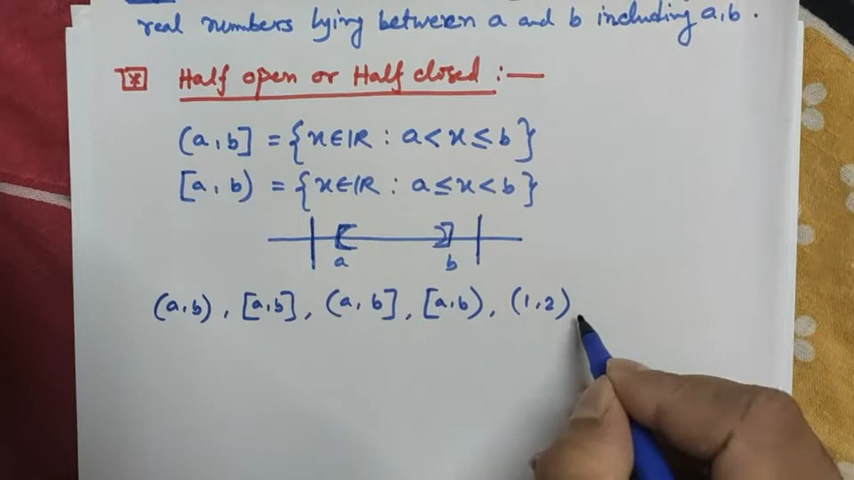 real numbers lying between a and b including a,b.
* Half open or Half closed :—
(a,b] = {x∈ℝ : a<x≤b}
[a,b) = {x∈ℝ : a≤x<b}
a b
(a,b), [a,b], (a,b], [a,b), (1,2)